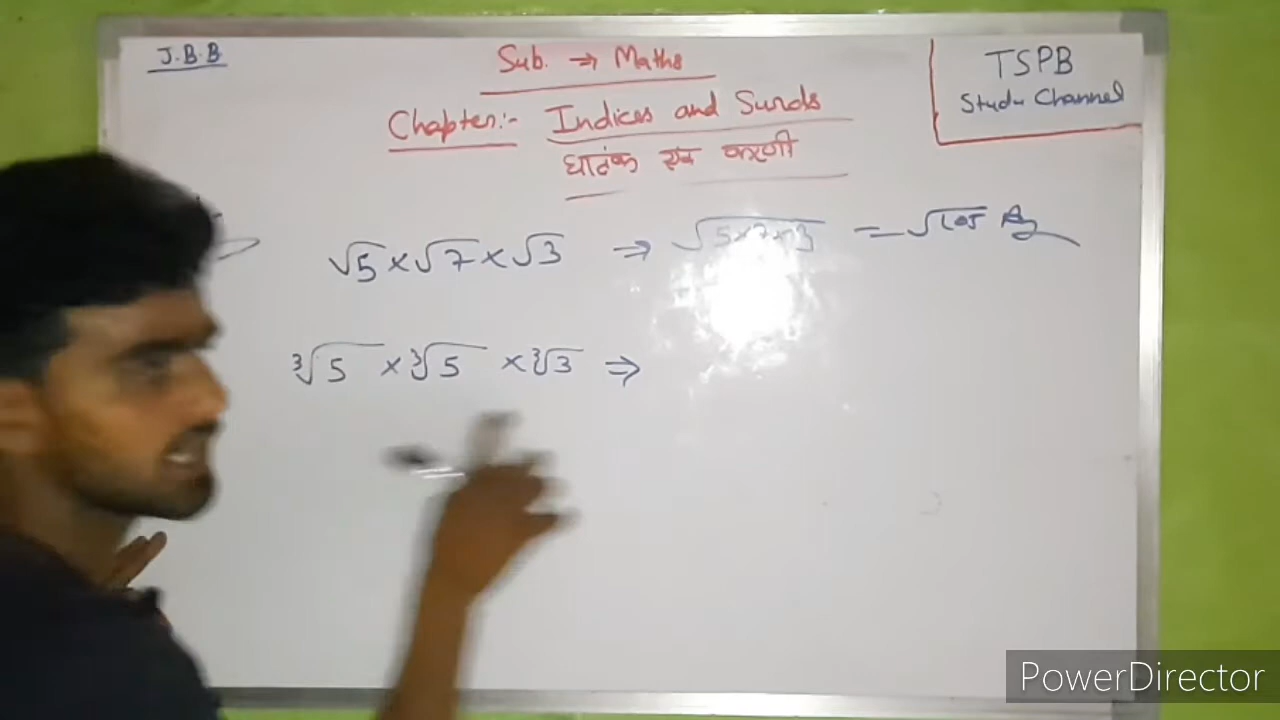 J.B.B
Sub. → Maths
TSPB
Study Channel
Chapter:- Indices and Surds
घातांक एवं करणी
√5 × √7 × √3 ⇒ √5×7×3 = √105 Ans
∛5 × ∛5 × ∛3 ⇒
PowerDirector